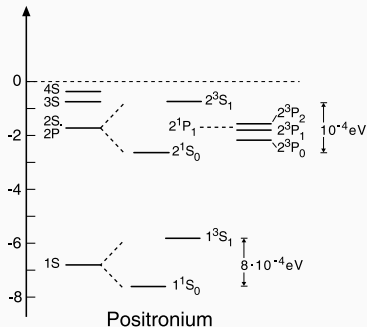 0
4S
3S
2³S₁
2S.
2P
2¹P₁
2³P₂
2³P₁
2³P₀
10⁻⁴eV
-2
2¹S₀
-4
-6
1³S₁
1S
8·10⁻⁴eV
1¹S₀
-8
Positronium